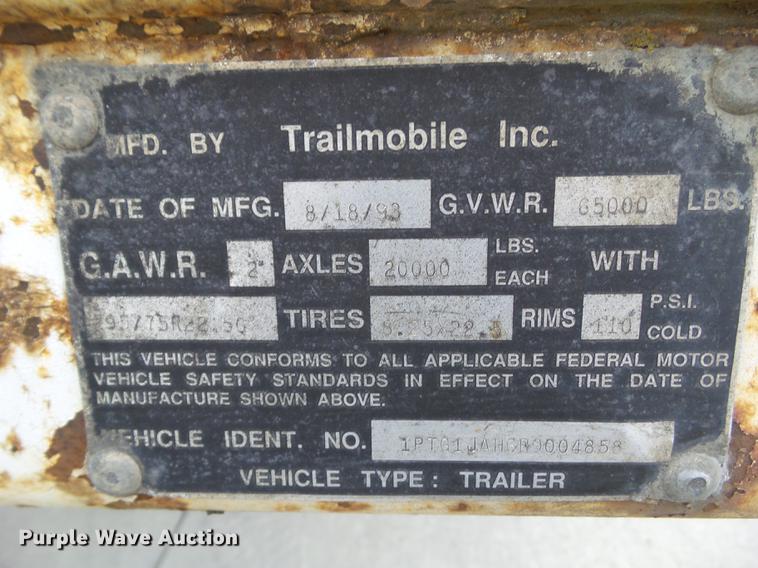 MFD. BY Trailmobile Inc.
DATE OF MFG. 8/18/93 G.V.W.R. 65000 LBS.
G.A.W.R. 2 AXLES 20000 LBS. EACH WITH
TIRES RIMS 110 P.S.I. COLD
THIS VEHICLE CONFORMS TO ALL APPLICABLE FEDERAL MOTOR
VEHICLE SAFETY STANDARDS IN EFFECT ON THE DATE OF
MANUFACTURE SHOWN ABOVE.
VEHICLE IDENT. NO.
VEHICLE TYPE: TRAILER
Purple Wave Auction